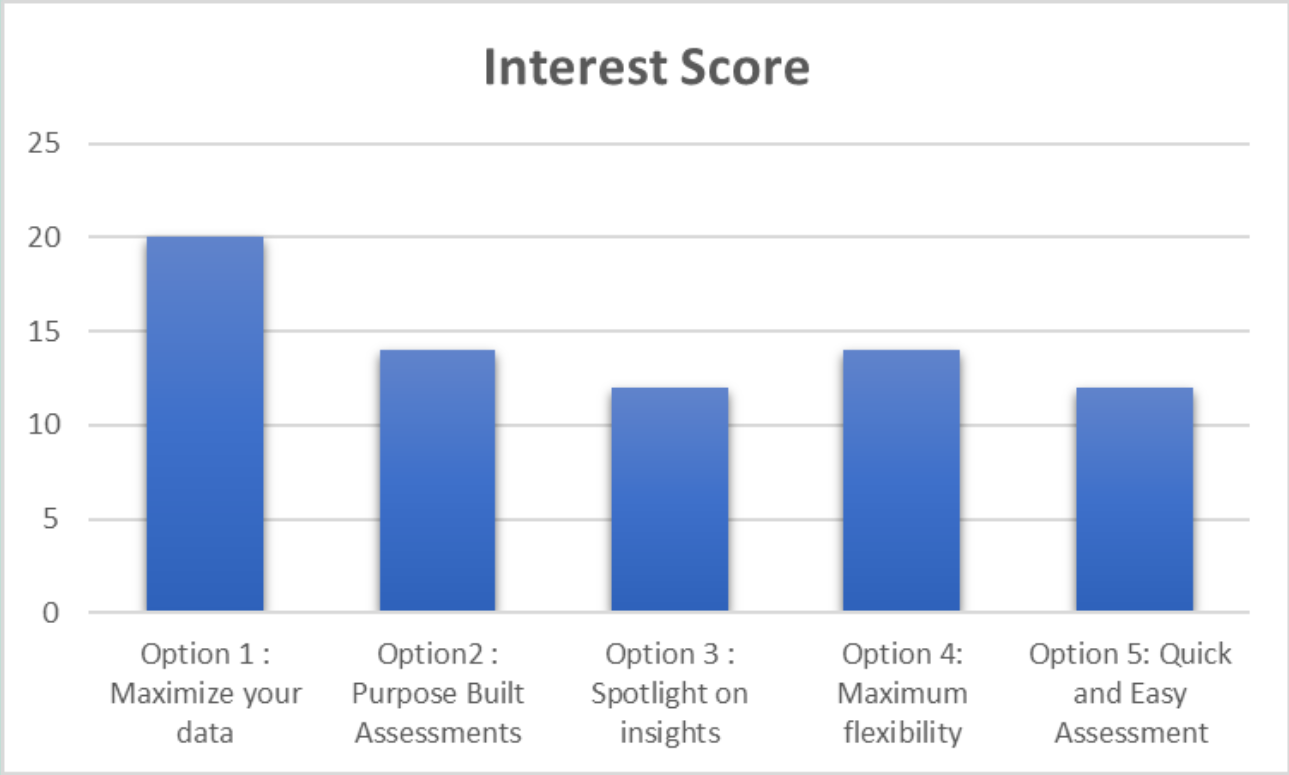 Interest Score
25
20
15
10
5
0
Option 1 :
Maximize your
data
Option2 :
Purpose Built
Assessments
Option 3 :
Spotlight on
insights
Option 4:
Maximum
flexibility
Option 5: Quick
and Easy
Assessment